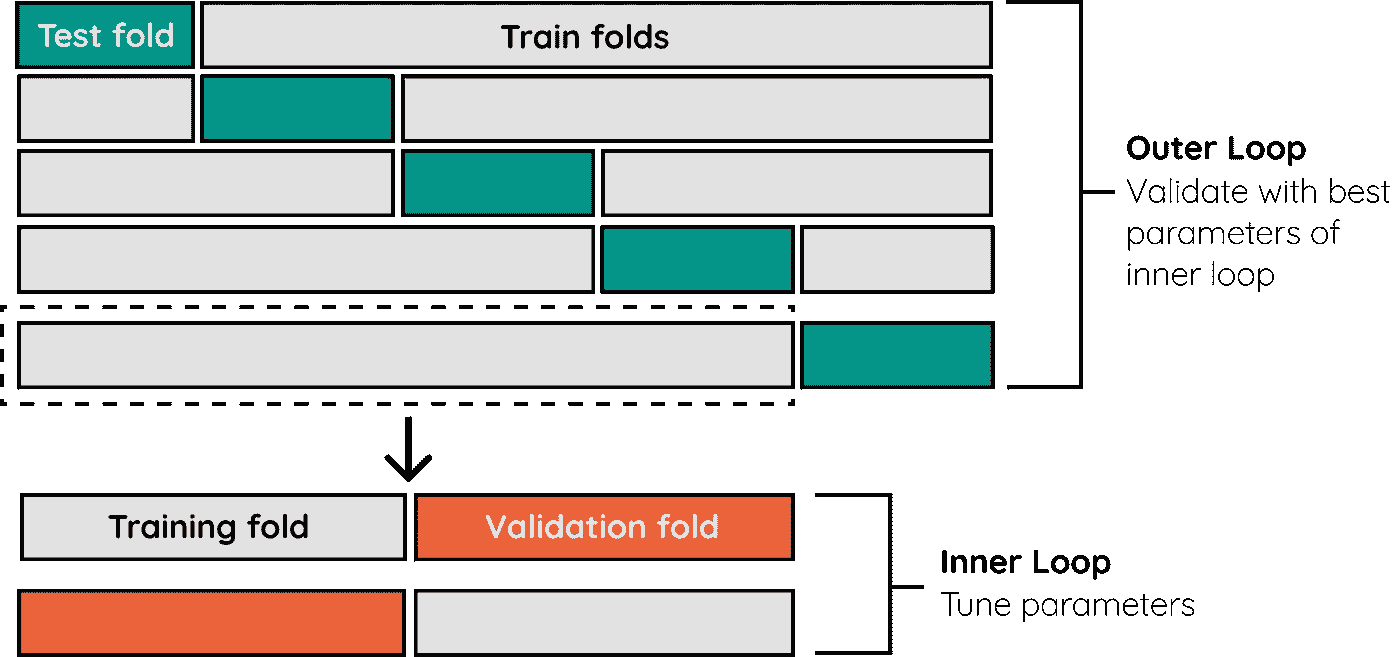 Test fold
Train folds
Outer Loop
Validate with best
parameters of
inner loop
Training fold
Validation fold
Inner Loop
Tune parameters